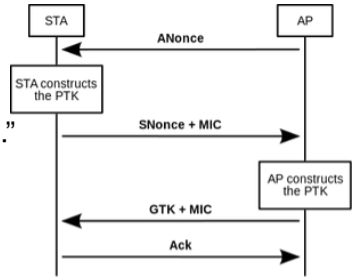 STA AP
ANonce
STA constructs
the PTK
.”
SNonce + MIC
AP constructs
the PTK
GTK + MIC
Ack